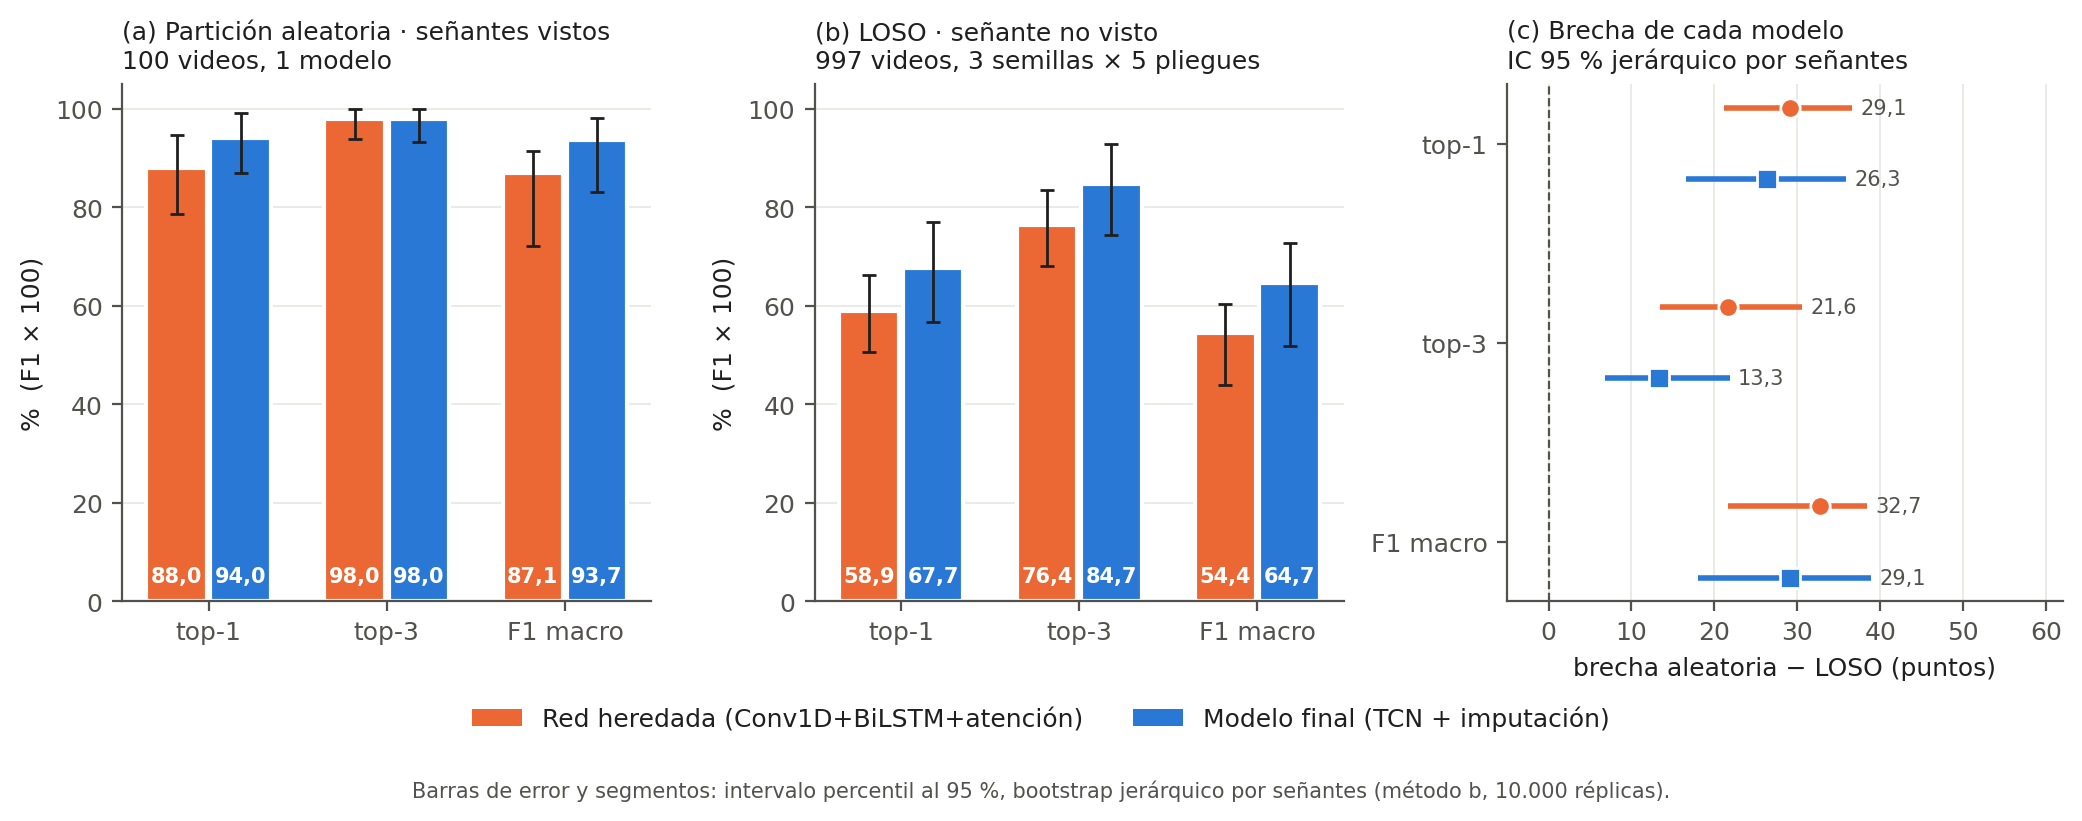 (a) Partición aleatoria · señantes vistos
100 videos, 1 modelo
% (F1 × 100)
100
80
60
40
20
0
88,0
94,0
98,0
98,0
87,1
93,7
top-1
top-3
F1 macro
(b) LOSO · señante no visto
997 videos, 3 semillas × 5 pliegues
% (F1 × 100)
100
80
60
40
20
0
58,9
67,7
76,4
84,7
54,4
64,7
top-1
top-3
F1 macro
(c) Brecha de cada modelo
IC 95 % jerárquico por señantes
top-1
29,1
26,3
top-3
21,6
13,3
F1 macro
32,7
29,1
0
10
20
30
40
50
60
brecha aleatoria − LOSO (puntos)
Red heredada (Conv1D+BiLSTM+atención)
Modelo final (TCN + imputación)
Barras de error y segmentos: intervalo percentil al 95 %, bootstrap jerárquico por señantes (método b, 10.000 réplicas).